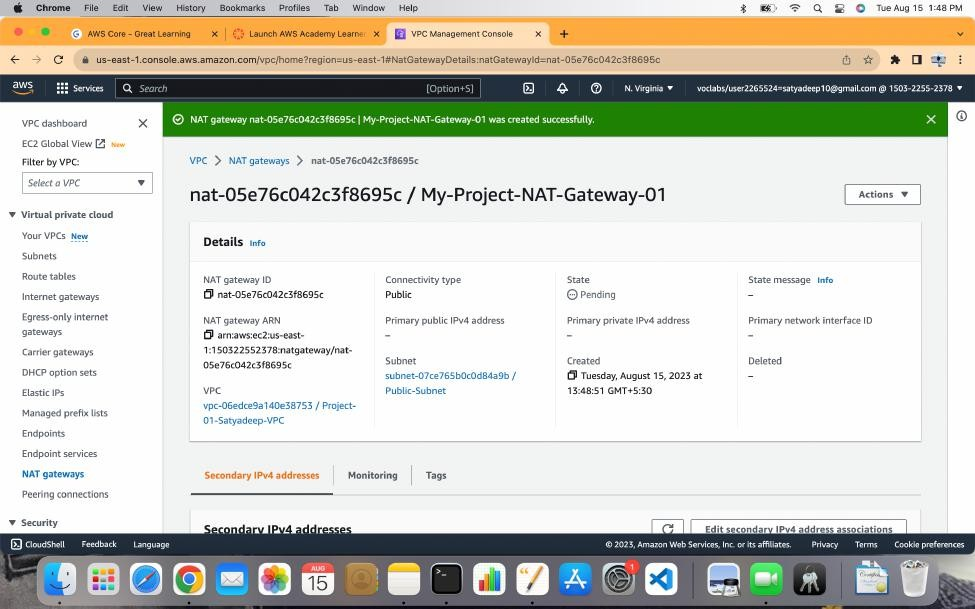 Chrome File Edit View History Bookmarks Profiles Tab Window Help Tue Aug 15 1:48 PM
AWS Core - Great Learning Launch AWS Academy Learner VPC Management Console
us-east-1.console.aws.amazon.com/vpc/home?region=us-east-1#NatGatewayDetails:natGatewayId=nat-05e76c042c3f8695c
aws Services Search [Option+S] N. Virginia voclabs/user2265524=satyadeep10@gmail.com @ 1503-2255-2378
VPC dashboard
EC2 Global View New
Filter by VPC:
Select a VPC
Virtual private cloud
Your VPCs New
Subnets
Route tables
Internet gateways
Egress-only internet
gateways
Carrier gateways
DHCP option sets
Elastic IPs
Managed prefix lists
Endpoints
Endpoint services
NAT gateways
Peering connections
Security
NAT gateway nat-05e76c042c3f8695c | My-Project-NAT-Gateway-01 was created successfully.
VPC NAT gateways nat-05e76c042c3f8695c
nat-05e76c042c3f8695c / My-Project-NAT-Gateway-01
Actions
Details Info
NAT gateway ID
nat-05e76c042c3f8695c
NAT gateway ARN
arn:aws:ec2:us-east-
1:150322552378:natgateway/nat-
05e76c042c3f8695c
VPC
vpc-06edce9a140e38753 / Project-
01-Satyadeep-VPC
Connectivity type
Public
Primary public IPv4 address
–
Subnet
subnet-07ce765b0c0d84a9b /
Public-Subnet
State
Pending
Primary private IPv4 address
–
Created
Tuesday, August 15, 2023 at
13:48:51 GMT+5:30
State message Info
–
Primary network interface ID
–
Deleted
–
Secondary IPv4 addresses Monitoring Tags
Secondary IPv4 addresses
Edit secondary IPv4 address associations
CloudShell Feedback Language © 2023, Amazon Web Services, Inc. or its affiliates. Privacy Terms Cookie preferences
AUG
15
1